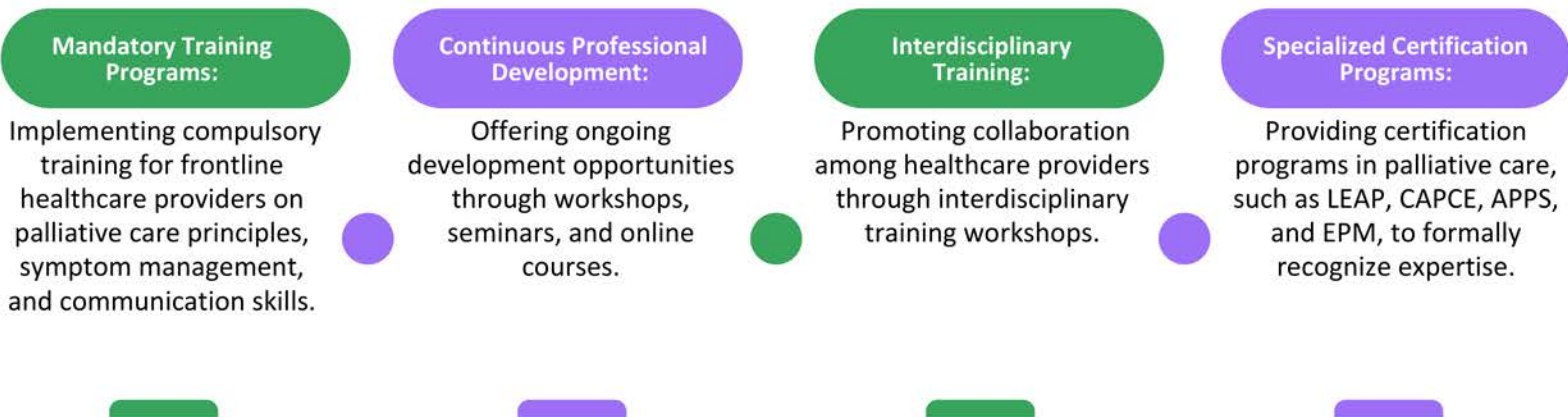 Mandatory Training
Programs:
Implementing compulsory
training for frontline
healthcare providers on
palliative care principles,
symptom management,
and communication skills.
Continuous Professional
Development:
Offering ongoing
development opportunities
through workshops,
seminars, and online
courses.
Interdisciplinary
Training:
Promoting collaboration
among healthcare providers
through interdisciplinary
training workshops.
Specialized Certification
Programs:
Providing certification
programs in palliative care,
such as LEAP, CAPCE, APPS,
and EPM, to formally
recognize expertise.